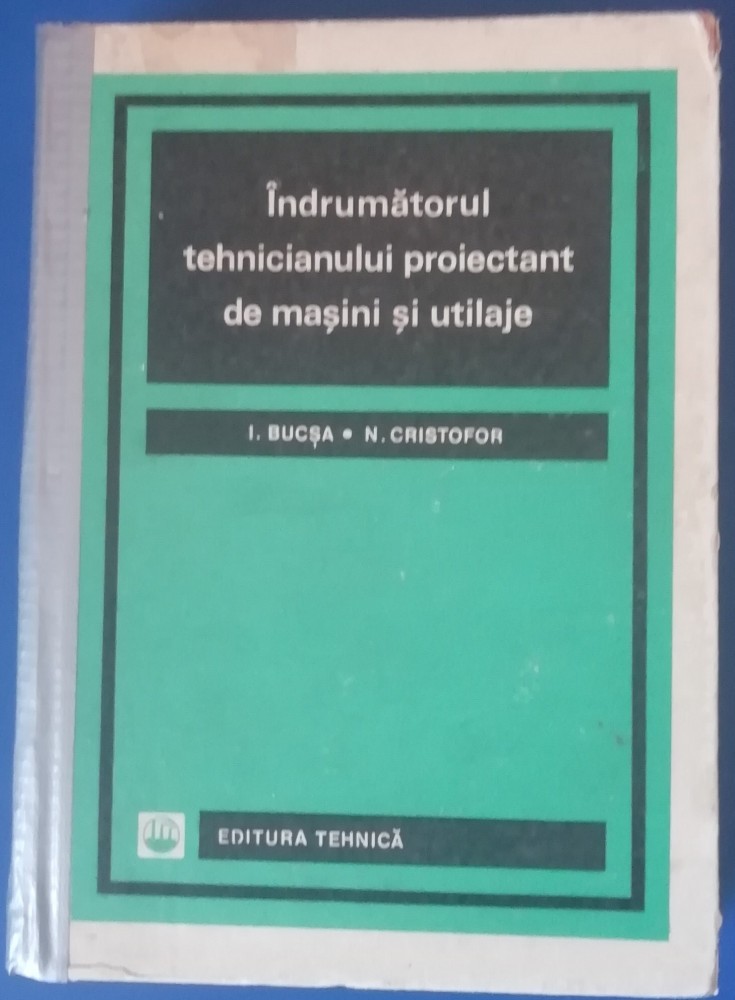 Îndrumătorul
tehnicianului proiectant
de mașini și utilaje
I. BUCȘA • N. CRISTOFOR
EDITURA TEHNICĂ